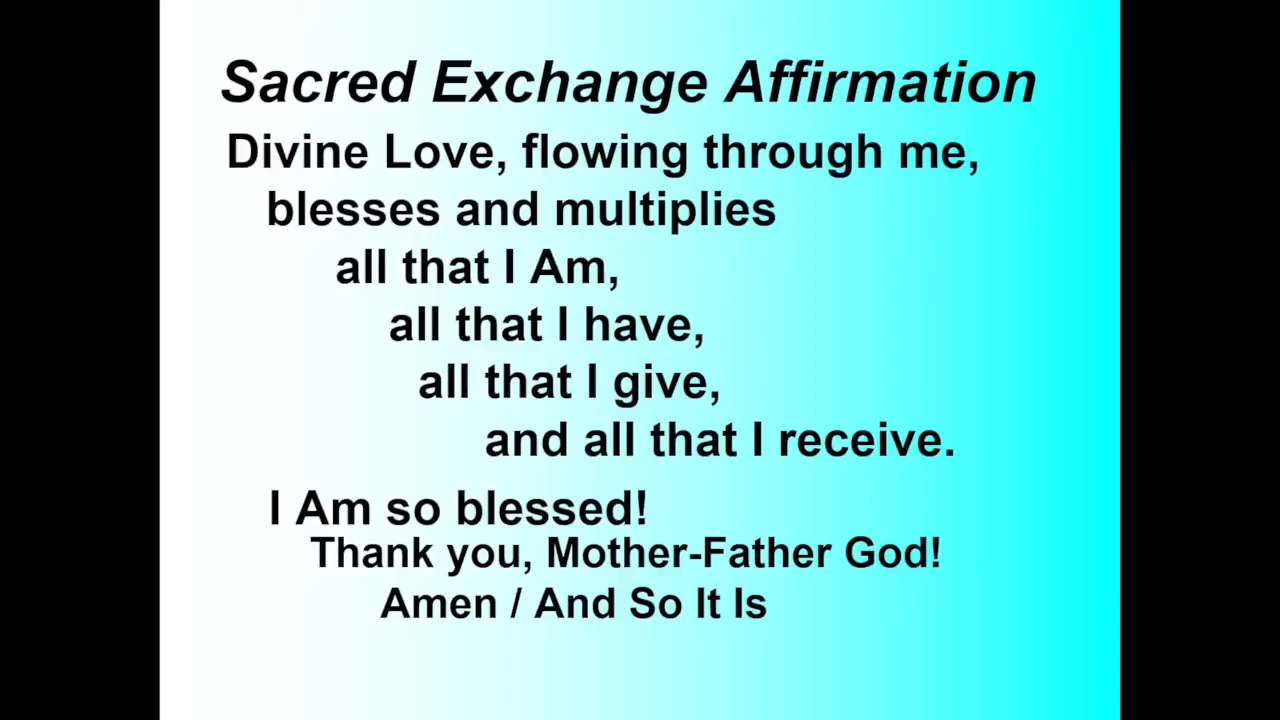 Sacred Exchange Affirmation
Divine Love, flowing through me,
blesses and multiplies
all that I Am,
all that I have,
all that I give,
and all that I receive.
I Am so blessed!
Thank you, Mother-Father God!
Amen / And So It Is